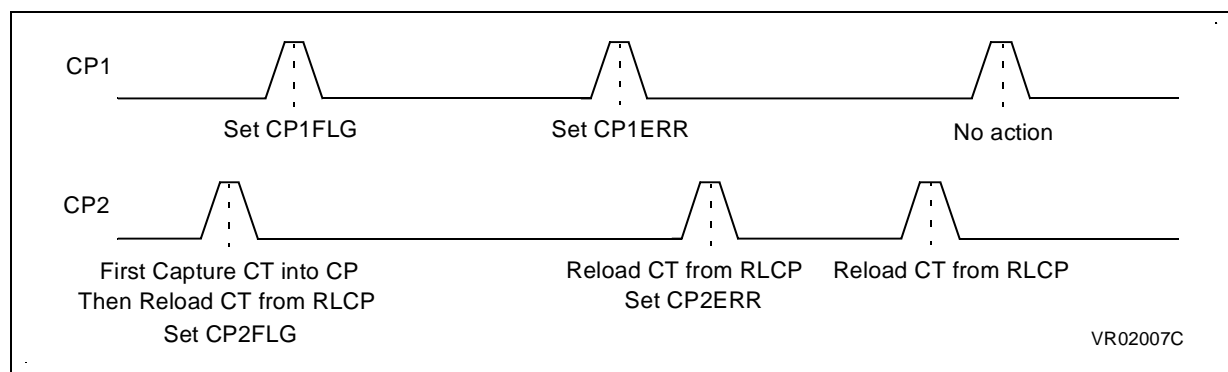 CP1
Set CP1FLG
Set CP1ERR
No action
CP2
First Capture CT into CP
Then Reload CT from RLCP
Set CP2FLG
Reload CT from RLCP
Set CP2ERR
Reload CT from RLCP
VR02007C